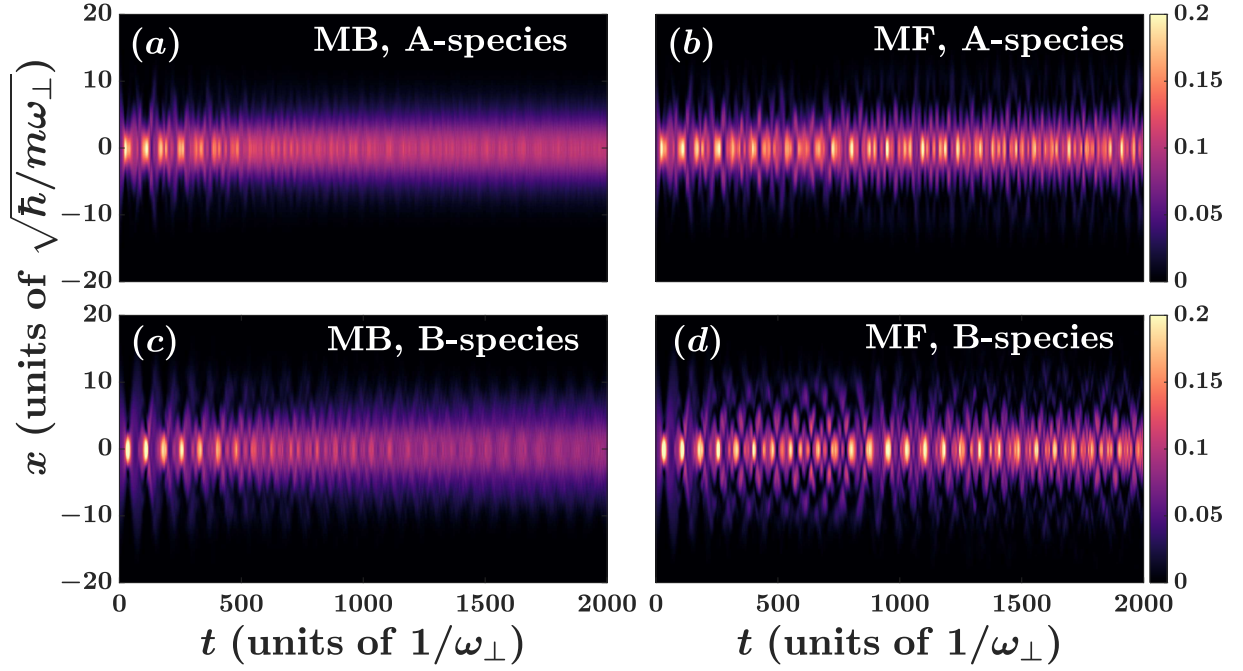 20
(a) MB, A-species
10
0
−10
−20
(b) MF, A-species
0.2
0.15
0.1
0.05
0
x (units of √ħ/mω⊥)
20
(c) MB, B-species
10
0
−10
−20
0 500 1000 1500 2000
t (units of 1/ω⊥)
(d) MF, B-species
0.2
0.15
0.1
0.05
0
0 500 1000 1500 2000
t (units of 1/ω⊥)